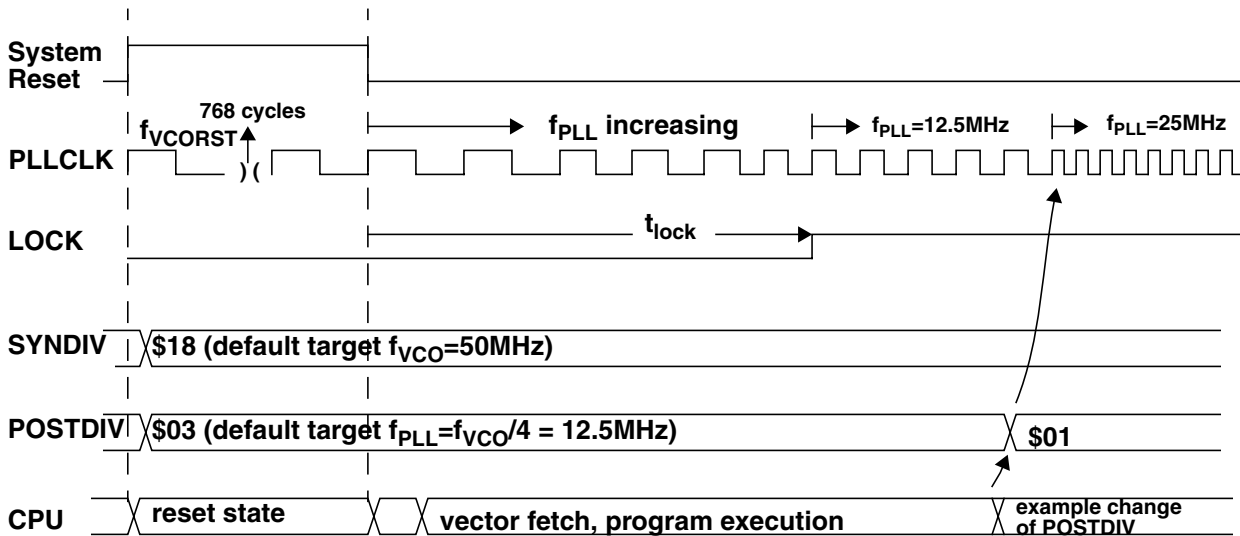 System
Reset
768 cycles
fVCORST
fPLL increasing
fPLL=12.5MHz
fPLL=25MHz
PLLCLK
) (
LOCK
tlock
SYNDIV
$18 (default target fVCO=50MHz)
POSTDIV
$03 (default target fPLL=fVCO/4 = 12.5MHz)
$01
CPU
reset state
vector fetch, program execution
example change
of POSTDIV